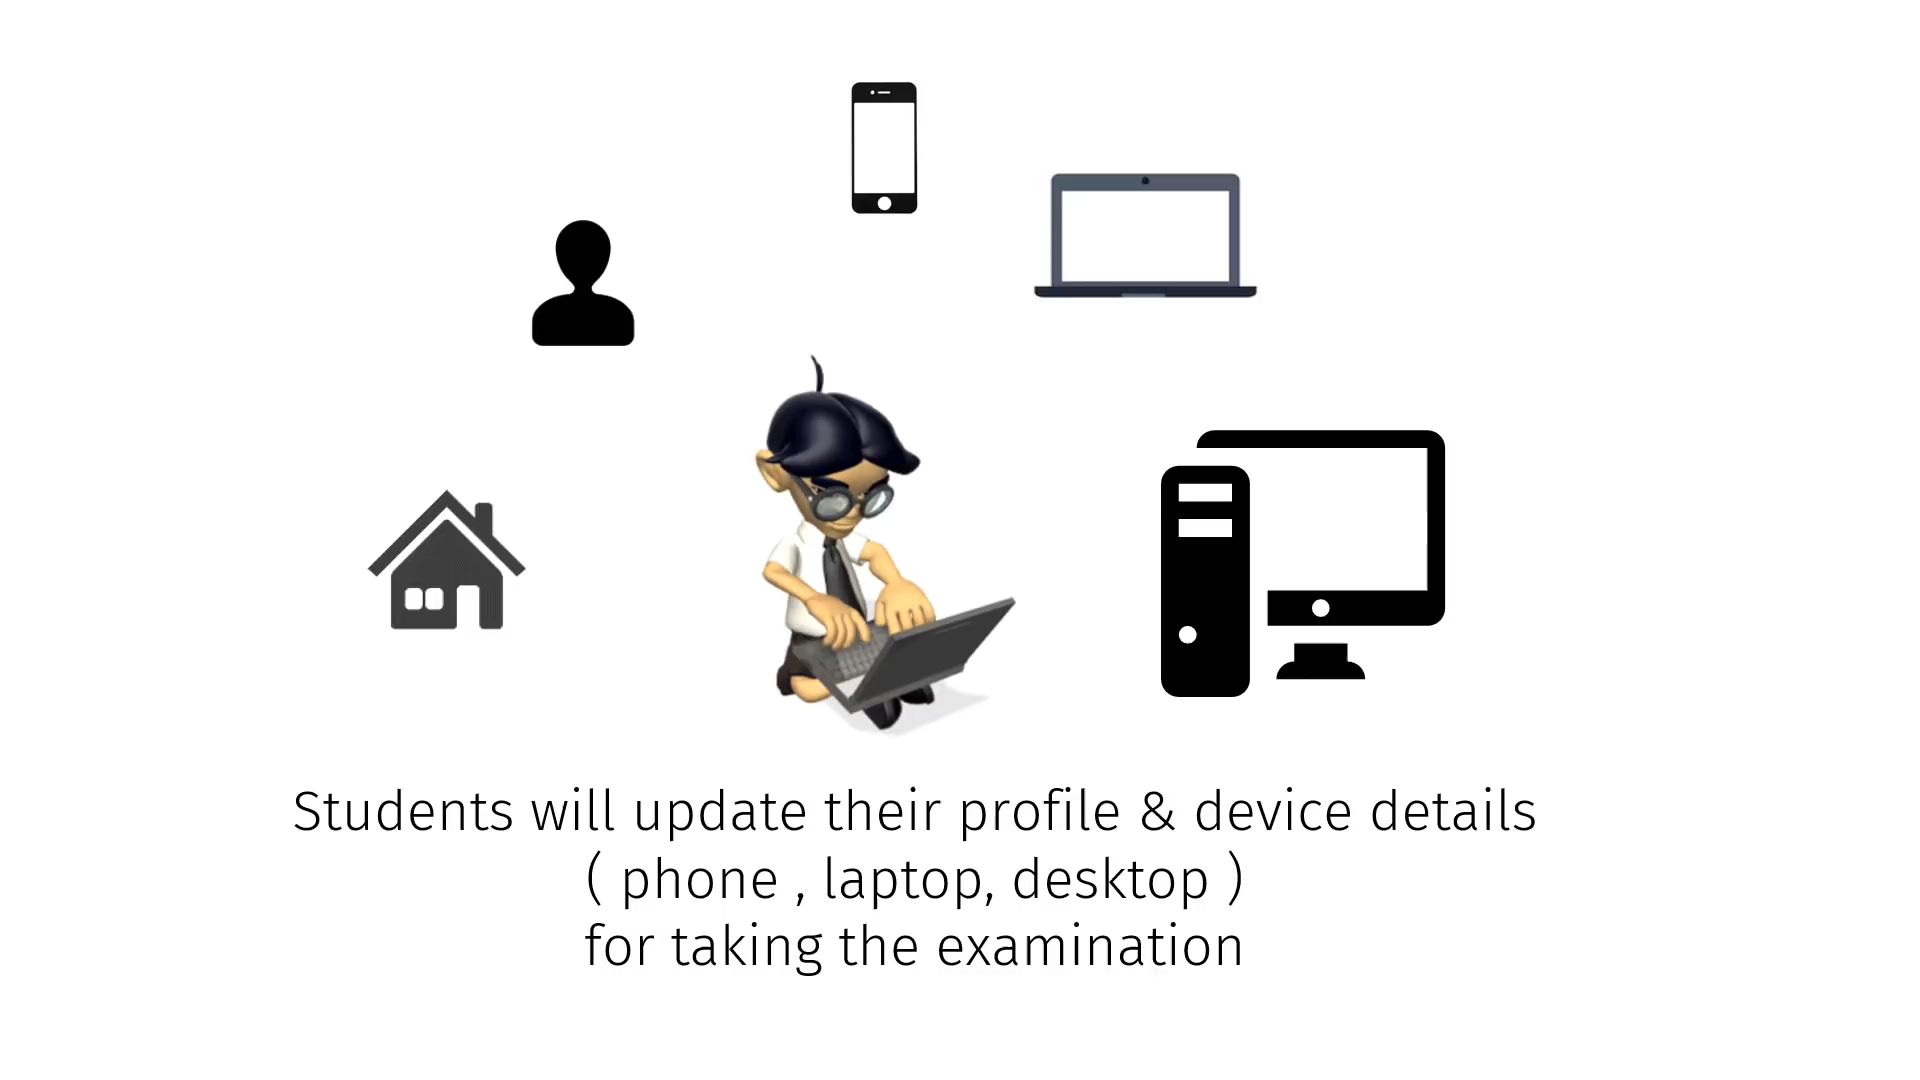 Students will update their profile & device details
( phone , laptop, desktop )
for taking the examination